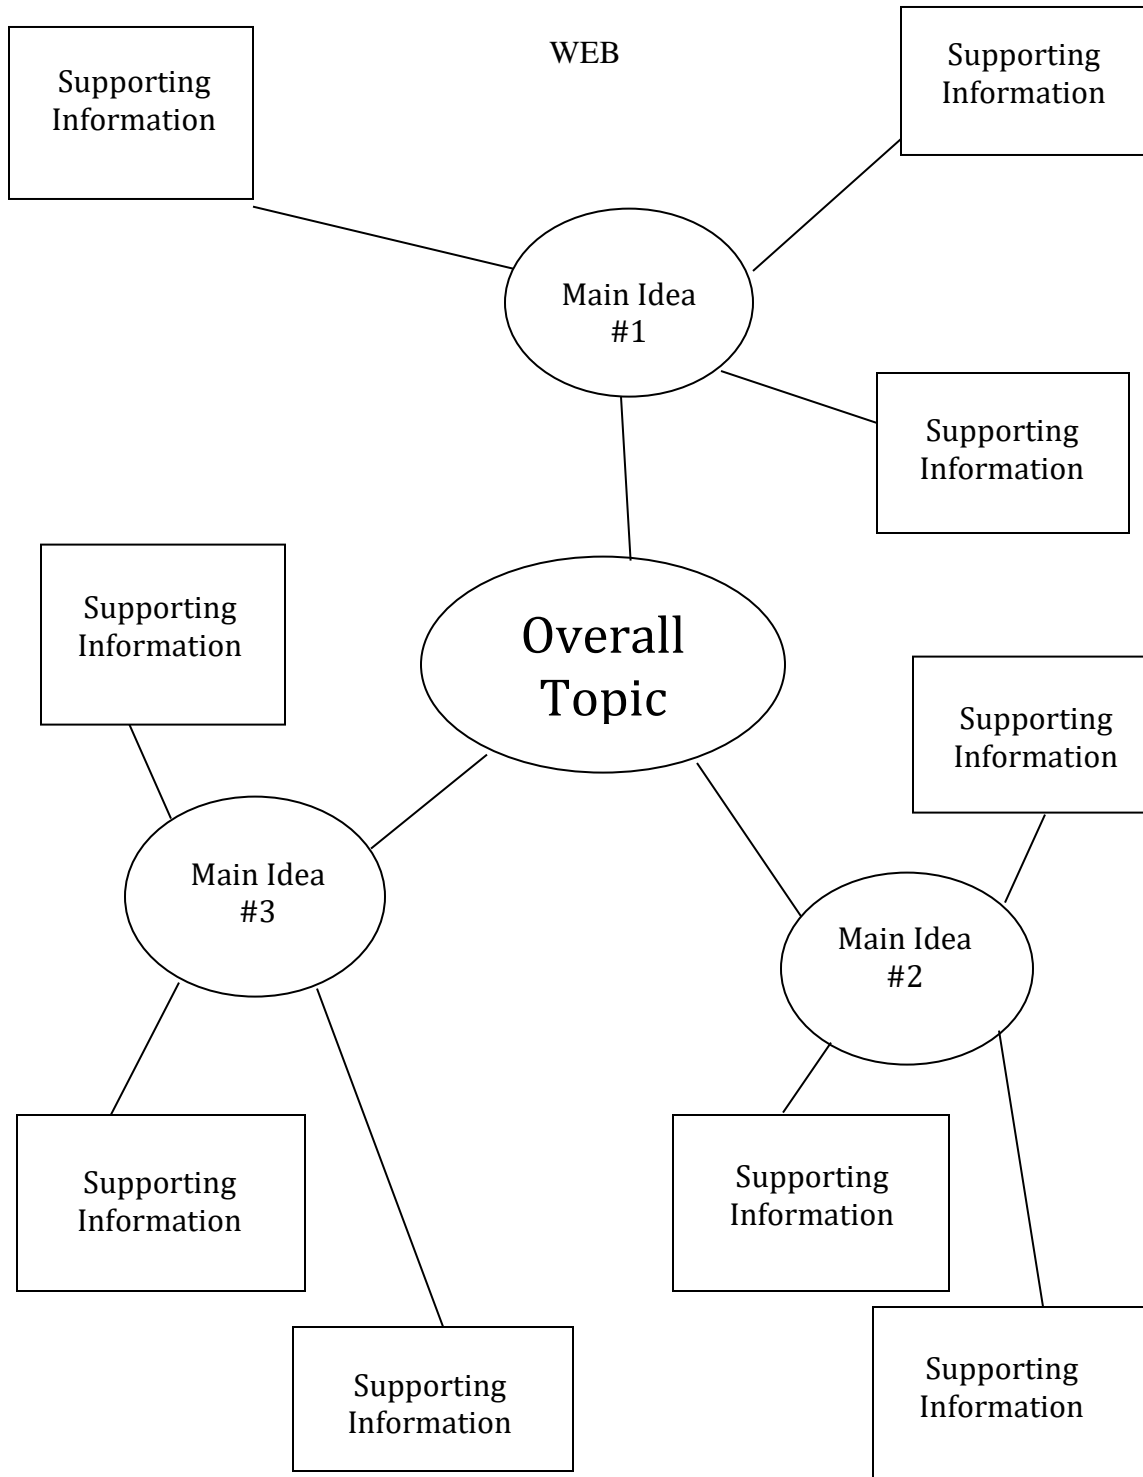 WEB
Supporting
Information
Supporting
Information
Main Idea
#1
Supporting
Information
Overall
Topic
Supporting
Information
Supporting
Information
Main Idea
#3
Main Idea
#2
Supporting
Information
Supporting
Information
Supporting
Information
Supporting
Information